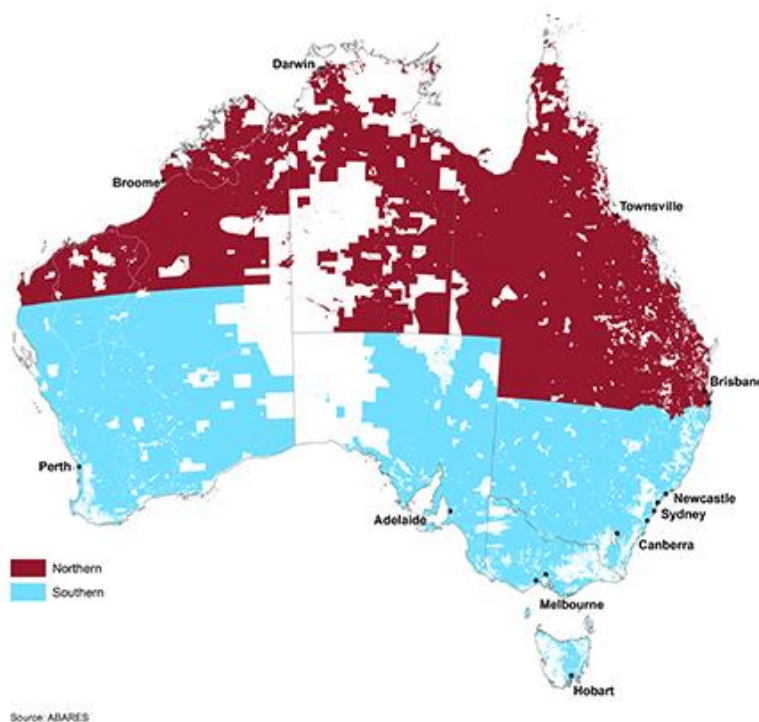 Darwin
Broome
Townsville
Brisbane
Perth
Newcastle
Sydney
Adelaide
Canberra
Northern
Southern
Melbourne
Hobart
Source: ABARES